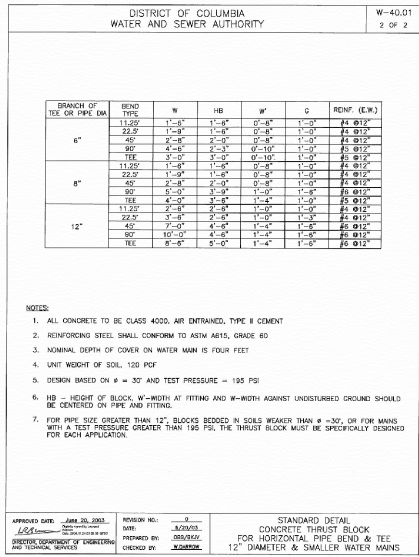 DISTRICT OF COLUMBIA
WATER AND SEWER AUTHORITY
W-40.01
2 OF 2
BRANCH OF TEE OR PIPE DIA BEND TYPE W HB W' G REINF. (E.W.)
6"
11.25° 1'-6" 1'-6" 0'-8" 1'-0" #4 @12"
22.5° 1'-9" 1'-6" 0'-8" 1'-0" #4 @12"
45° 2'-8" 2'-0" 0'-8" 1'-0" #4 @12"
90° 4'-6" 2'-3" 0'-10" 1'-0" #5 @12"
TEE 3'-0" 3'-0" 0'-10" 1'-0" #5 @12"
8"
11.25° 1'-6" 1'-6" 0'-8" 1'-0" #4 @12"
22.5° 1'-9" 1'-6" 0'-8" 1'-0" #4 @12"
45° 2'-8" 2'-0" 0'-8" 1'-0" #4 @12"
90° 5'-0" 3'-9" 1'-0" 1'-6" #6 @12"
TEE 4'-0" 3'-6" 1'-4" 1'-0" #6 @12"
12"
11.25° 2'-6" 2'-6" 1'-0" 1'-0" #4 @12"
22.5° 3'-6" 2'-6" 1'-0" 1'-3" #4 @12"
45° 7'-0" 4'-6" 1'-4" 1'-6" #6 @12"
90° 10'-0" 4'-6" 1'-4" 1'-6" #6 @12"
TEE 8'-6" 5'-0" 1'-4" 1'-6" #6 @12"
NOTES:
1. ALL CONCRETE TO BE CLASS 4000, AIR ENTRAINED, TYPE II CEMENT
2. REINFORCING STEEL SHALL CONFORM TO ASTM A615, GRADE 60
3. NOMINAL DEPTH OF COVER ON WATER MAIN IS FOUR FEET
4. UNIT WEIGHT OF SOIL, 120 PCF
5. DESIGN BASED ON ø = 30° AND TEST PRESSURE = 195 PSI
6. HB - HEIGHT OF BLOCK, W'-WIDTH AT FITTING AND W-WIDTH AGAINST UNDISTURBED GROUND SHOULD
BE CENTERED ON PIPE AND FITTING.
7. FOR PIPE SIZE GREATER THAN 12", BLOCKS BEDDED IN SOILS WEAKER THAN ø =30°, OR FOR MAINS
WITH A TEST PRESSURE GREATER THAN 195 PSI, THE THRUST BLOCK MUST BE SPECIFICALLY DESIGNED
FOR EACH APPLICATION.
APPROVED DATE: June 20, 2003
DIRECTOR, DEPARTMENT OF ENGINEERING
AND TECHNICAL SERVICES
REVISION NO.: 0
DATE: 6/20/03
PREPARED BY:
CHECKED BY: W.DARROW
STANDARD DETAIL
CONCRETE THRUST BLOCK
FOR HORIZONTAL PIPE BEND & TEE
12" DIAMETER & SMALLER WATER MAINS